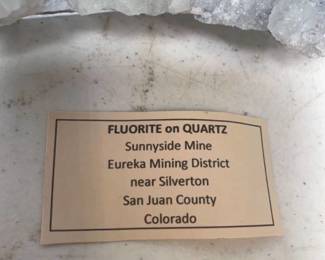 FLUORITE on QUARTZ
Sunnyside Mine
Eureka Mining District
near Silverton
San Juan County
Colorado